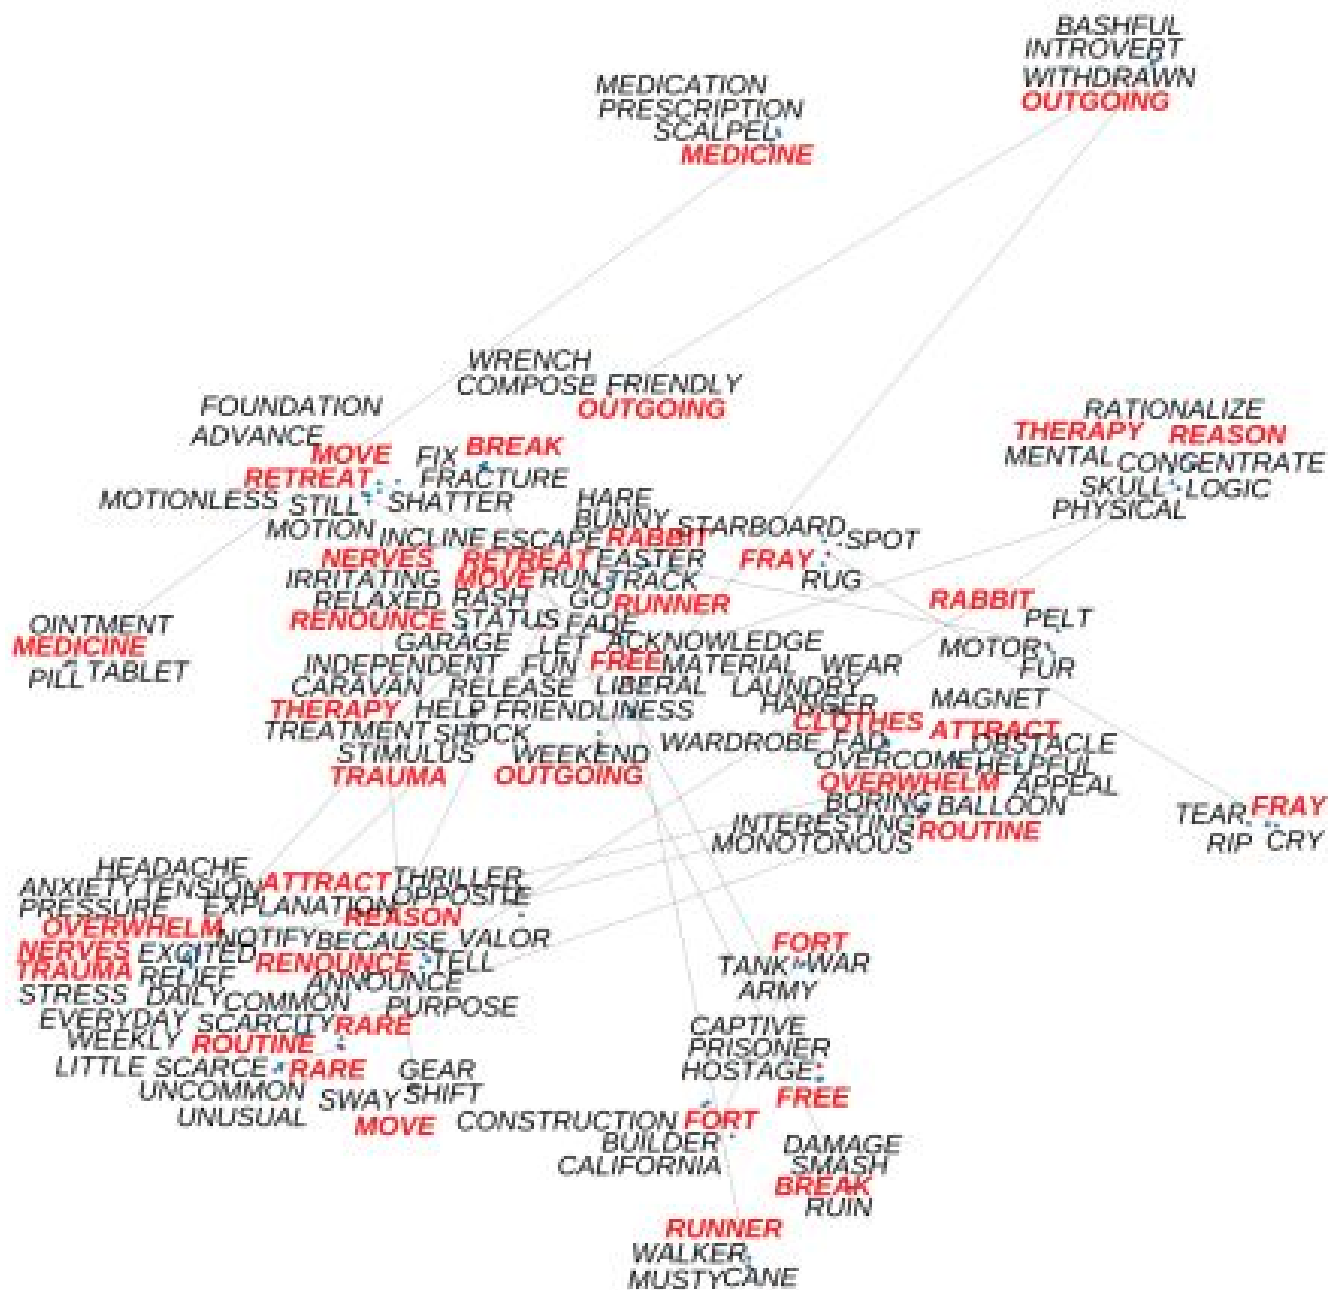 BASHFUL
INTROVERT
WITHDRAWN
OUTGOING
MEDICATION
PRESCRIPTION
SCALPEL
MEDICINE
WRENCH
COMPOSE FRIENDLY
OUTGOING
FOUNDATION
ADVANCE
MOVE FIX BREAK
RETREAT FRACTURE
MOTIONLESS STILL SHATTER
RATIONALIZE
THERAPY REASON
MENTAL CONCENTRATE
SKULL LOGIC
PHYSICAL
HARE
BUNNY STARBOARD
MOTION INCLINE ESCAPE RABBIT SPOT
NERVES RETREAT EASTER FRAY
IRRITATING MOVE RUN TRACK RUG
RELAXED RASH GO RUNNER RABBIT
RENOUNCE STATUS FADE PELT
GARAGE LET ACKNOWLEDGE MOTOR
INDEPENDENT FUN FREE MATERIAL WEAR FUR
CARAVAN RELEASE LIBERAL LAUNDRY
THERAPY HELP FRIENDLINESS HANGER MAGNET
TREATMENT SHOCK CLOTHES ATTRACT
STIMULUS WEEKEND WARDROBE FAD OBSTACLE
TRAUMA OUTGOING OVERCOME HELPFUL
OVERWHELM APPEAL
BORING BALLOON
INTERESTING ROUTINE
MONOTONOUS
OINTMENT
MEDICINE
PILL TABLET
TEAR FRAY
RIP CRY
HEADACHE
ANXIETY TENSION ATTRACT THRILLER
PRESSURE EXPLANATION OPPOSITE
OVERWHELM REASON
NOTIFY BECAUSE VALOR
NERVES EXCITED RENOUNCE TELL
TRAUMA RELIEF ANNOUNCE
STRESS DAILY COMMON PURPOSE
EVERYDAY SCARCITY RARE
WEEKLY ROUTINE
LITTLE SCARCE RARE GEAR
UNCOMMON SWAY SHIFT
UNUSUAL MOVE
FORT
TANK WAR
ARMY
CAPTIVE
PRISONER
HOSTAGE
FREE
CONSTRUCTION FORT
BUILDER
CALIFORNIA
DAMAGE
SMASH
BREAK
RUIN
RUNNER
WALKER
MUSTY CANE